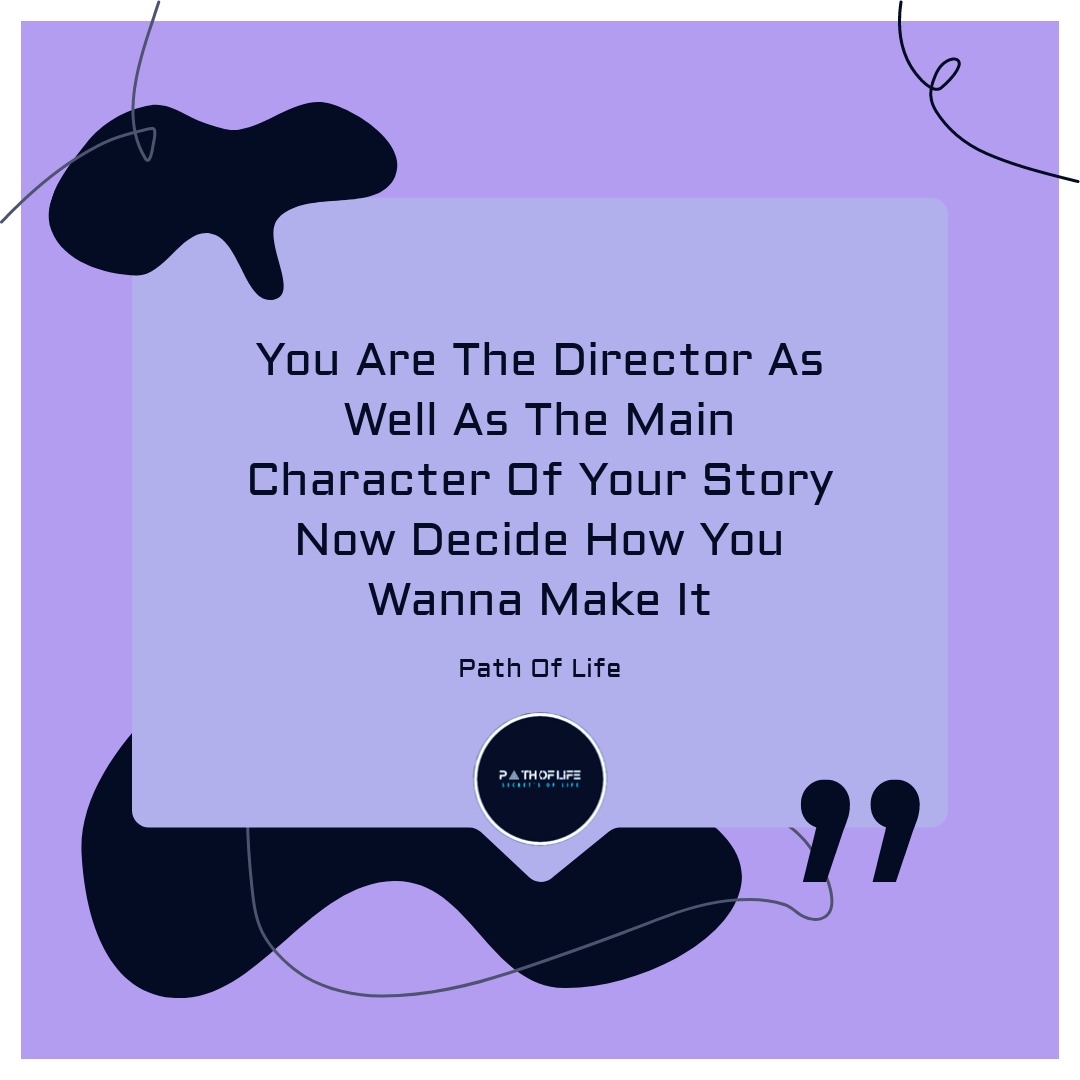 You Are The Director As
Well As The Main
Character Of Your Story
Now Decide How You
Wanna Make It
Path Of Life
PATH OF LIFE
SECRET'S OF LIFE
”